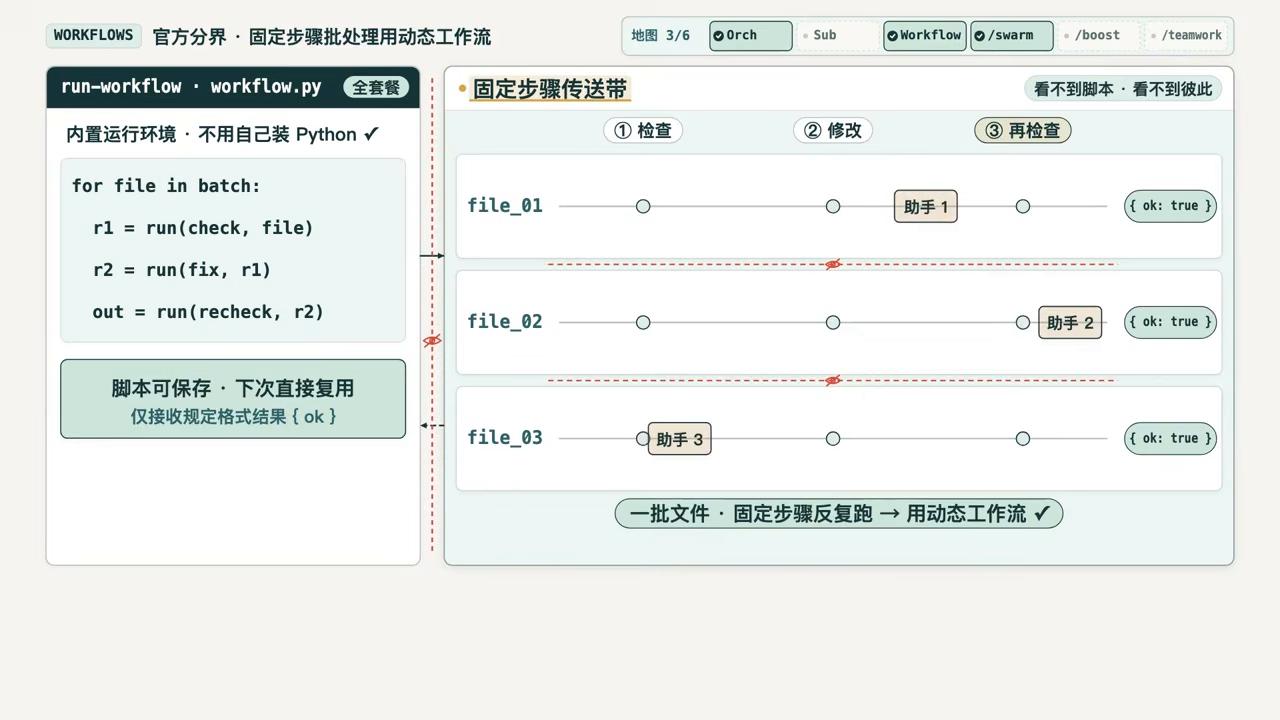 WORKFLOWS 官方分界 · 固定步骤批处理用动态工作流
地图 3/6 Orch Sub Workflow /swarm /boost /teamwork
run-workflow · workflow.py 全套餐
内置运行环境 · 不用自己装 Python ✔
for file in batch:
r1 = run(check, file)
r2 = run(fix, r1)
out = run(recheck, r2)
脚本可保存 · 下次直接复用
仅接收规定格式结果 { ok }
固定步骤传送带 看不到脚本 · 看不到彼此
① 检查 ② 修改 ③ 再检查
file_01 助手 1 { ok: true }
file_02 助手 2 { ok: true }
file_03 助手 3 { ok: true }
一批文件 · 固定步骤反复跑 → 用动态工作流 ✔